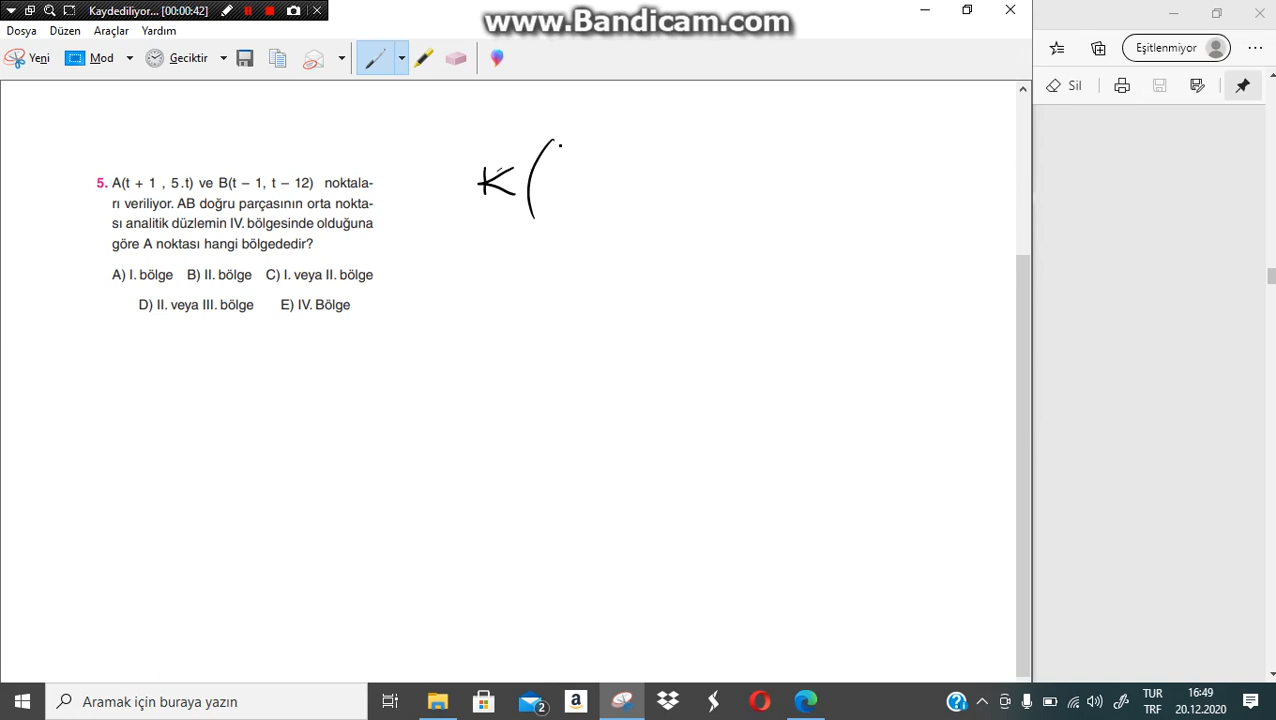 Kaydediliyor... [00:00:42]
www.Bandicam.com
Dosya Düzen Araçlar Yardım
Yeni Mod Geciktir
Eşitlenmiyor
Sil
K(
5. A(t + 1 , 5.t) ve B(t – 1, t – 12) noktala-
rı veriliyor. AB doğru parçasının orta nokta-
sı analitik düzlemin IV. bölgesinde olduğuna
göre A noktası hangi bölgededir?
A) I. bölge B) II. bölge C) I. veya II. bölge
D) II. veya III. bölge E) IV. Bölge
Aramak için buraya yazın
2
a
TUR
TRF
16:49
20.12.2020